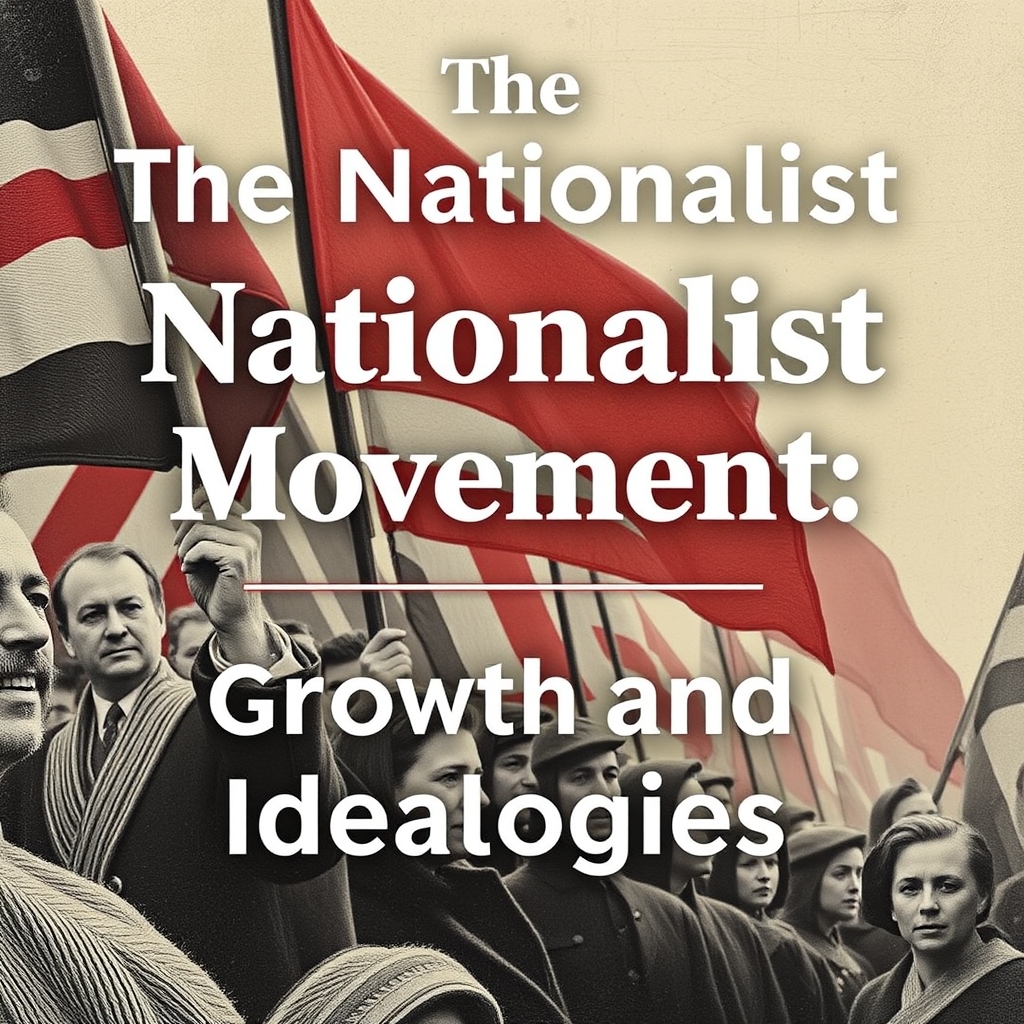 The
The Nationalist
Nationalist
Movement:
Growth and
Idealogies